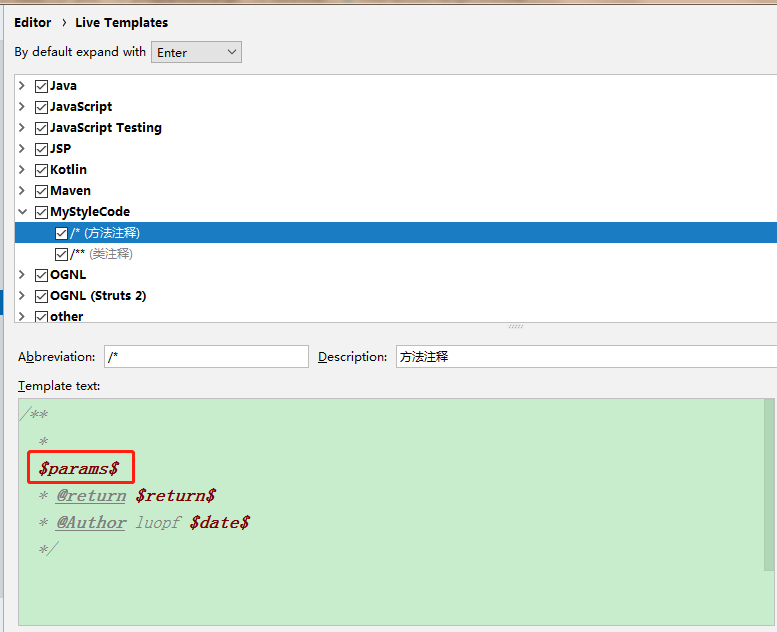 Editor › Live Templates
By default expand with Enter
Java
JavaScript
JavaScript Testing
JSP
Kotlin
Maven
MyStyleCode
/* (方法注释)
/** (类注释)
OGNL
OGNL (Struts 2)
other
Abbreviation: /* Description: 方法注释
Template text:
/**
*
$params$
* @return $return$
* @Author luopf $date$
*/